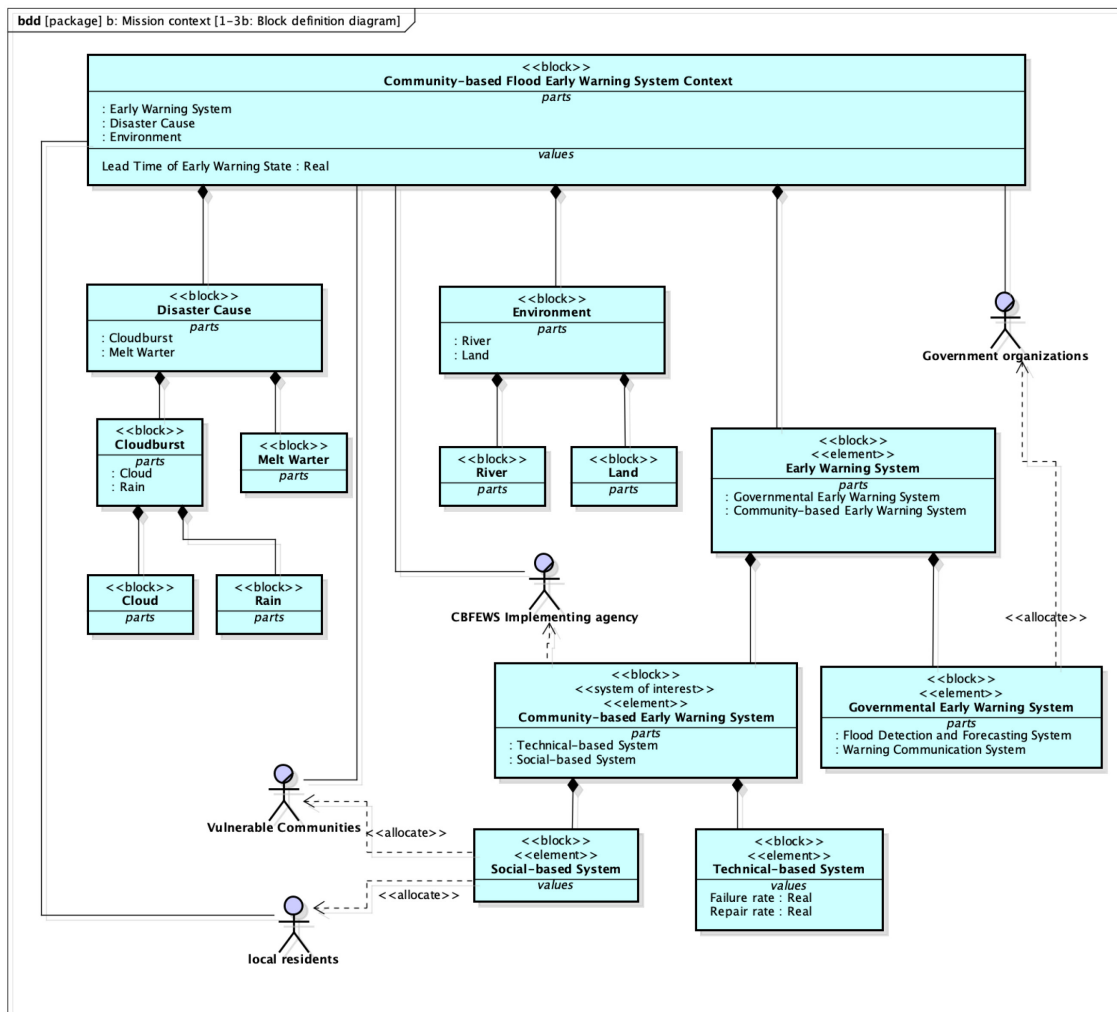 bdd [package] b: Mission context [1-3b: Block definition diagram]
<<block>>
Community-based Flood Early Warning System Context
parts
: Early Warning System
: Disaster Cause
: Environment
values
Lead Time of Early Warning State : Real
<<block>>
Disaster Cause
parts
: Cloudburst
: Melt Warter
<<block>>
Environment
parts
: River
: Land
Government organizations
<<block>>
Cloudburst
parts
: Cloud
: Rain
<<block>>
Melt Warter
parts
<<block>>
River
parts
<<block>>
Land
parts
<<block>>
<<element>>
Early Warning System
parts
: Governmental Early Warning System
: Community-based Early Warning System
<<block>>
Cloud
parts
<<block>>
Rain
parts
CBFEWS Implementing agency
<<allocate>>
<<block>>
<<system of interest>>
<<element>>
Community-based Early Warning System
parts
: Technical-based System
: Social-based System
<<block>>
<<element>>
Governmental Early Warning System
parts
: Flood Detection and Forecasting System
: Warning Communication System
Vulnerable Communities
<<allocate>>
<<block>>
<<element>>
Social-based System
values
<<block>>
<<element>>
Technical-based System
values
Failure rate : Real
Repair rate : Real
<<allocate>>
local residents